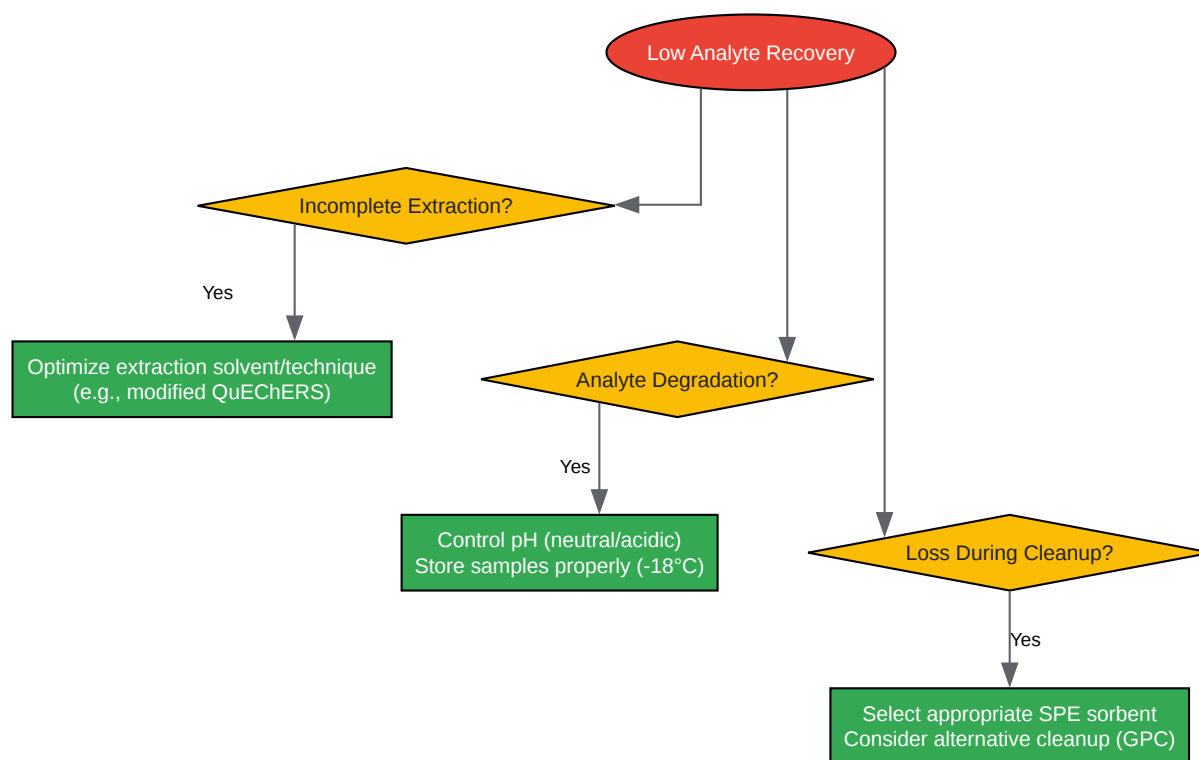 Low Analyte Recovery
Incomplete Extraction?
Yes
Optimize extraction solvent/technique
(e.g., modified QuEChERS)
Analyte Degradation?
Yes
Control pH (neutral/acidic)
Store samples properly (-18°C)
Loss During Cleanup?
Yes
Select appropriate SPE sorbent
Consider alternative cleanup (GPC)